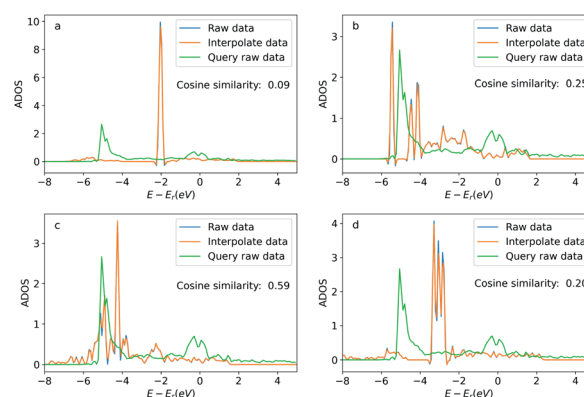 a
Raw data
Interpolate data
Query raw data
Cosine similarity: 0.09
ADOS
10
8
6
4
2
0
−8 −6 −4 −2 0 2 4
E − Er(eV)
b
Raw data
Interpolate data
Query raw data
Cosine similarity: 0.25
ADOS
3
2
1
0
−8 −6 −4 −2 0 2 4
E − Er(eV)
c
Raw data
Interpolate data
Query raw data
Cosine similarity: 0.59
ADOS
3
2
1
0
−8 −6 −4 −2 0 2 4
E − Er(eV)
d
Raw data
Interpolate data
Query raw data
Cosine similarity: 0.20
ADOS
4
3
2
1
0
−8 −6 −4 −2 0 2 4
E − Er(eV)